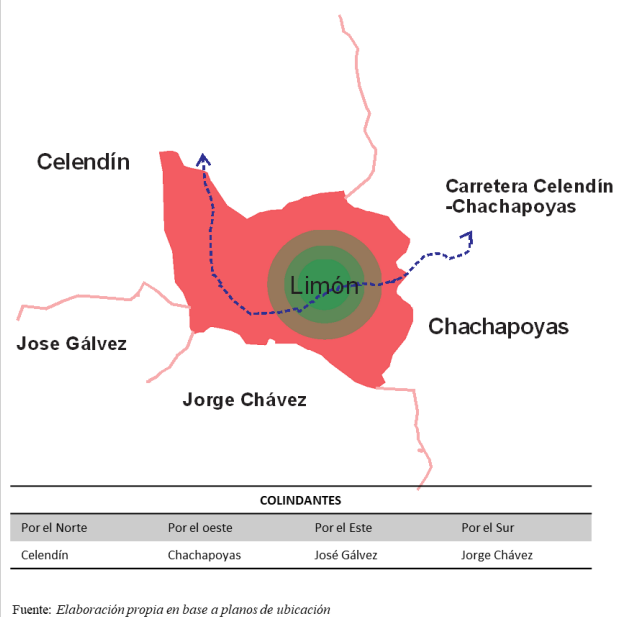 Celendín
Carretera Celendín
-Chachapoyas
Limón
Chachapoyas
Jose Gálvez
Jorge Chávez
COLINDANTES
Por el Norte Por el oeste Por el Este Por el Sur
Celendín Chachapoyas José Gálvez Jorge Chávez
Fuente: Elaboración propia en base a planos de ubicación